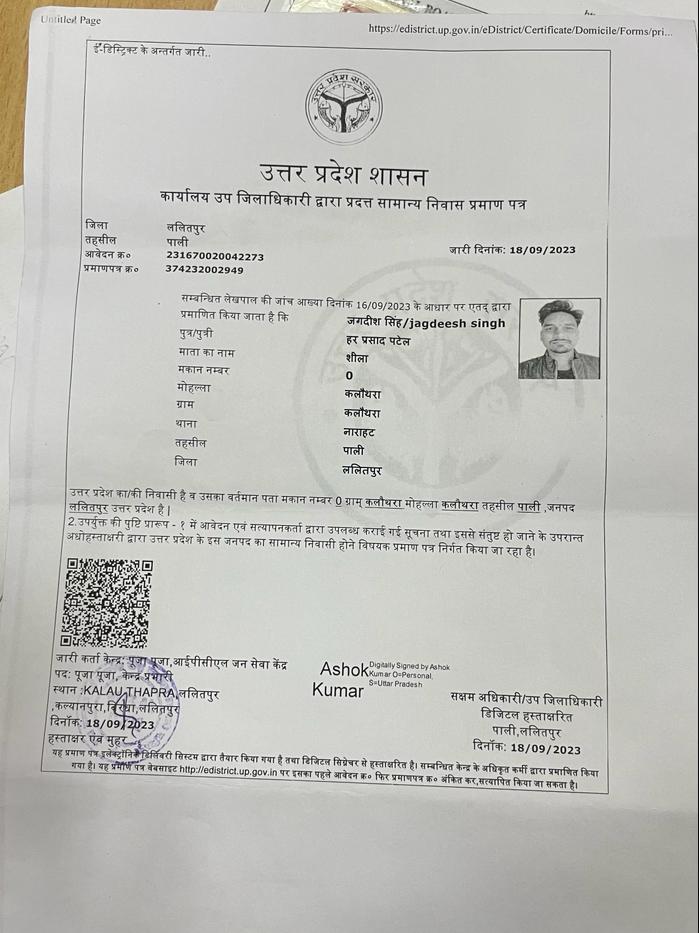 Untitled Page
https://edistrict.up.gov.in/eDistrict/Certificate/Domicile/Forms/pri...
ई-डिस्ट्रिक्ट के अन्तर्गत जारी..
उत्तर प्रदेश सरकार
उत्तर प्रदेश शासन
कार्यालय उप जिलाधिकारी द्वारा प्रदत्त सामान्य निवास प्रमाण पत्र
जिला ललितपुर
तहसील पाली जारी दिनांक: 18/09/2023
आवेदन क्र० 231670020042273
प्रमाणपत्र क्र० 374232002949
सम्बन्धित लेखपाल की जांच आख्या दिनांक 16/09/2023 के आधार पर एतद् द्वारा
प्रमाणित किया जाता है कि जगदीश सिंह/jagdeesh singh
पुत्र/पुत्री हर प्रसाद पटेल
माता का नाम शीला
मकान नम्बर 0
मोहल्ला कलौथरा
ग्राम कलौथरा
थाना नाराहट
तहसील पाली
जिला ललितपुर
उत्तर प्रदेश का/की निवासी है व उसका वर्तमान पता मकान नम्बर 0 ग्राम् कलौथरा मोहल्ला कलौथरा तहसील पाली ,जनपद
ललितपुर उत्तर प्रदेश है |
2.उपर्युक्त की पुष्टि प्रारूप - १ में आवेदन एवं सत्यापनकर्ता द्वारा उपलब्ध कराई गई सूचना तथा इससे संतुष्ट हो जाने के उपरान्त
अधोहस्ताक्षरी द्वारा उत्तर प्रदेश के इस जनपद का सामान्य निवासी होने विषयक प्रमाण पत्र निर्गत किया जा रहा है।
जारी कर्ता केन्द्र: पूजा पूजा,आईपीसीएल जन सेवा केंद्र
पद: पूजा पूजा, केन्द्र प्रभारी
स्थान :KALAU THAPRA,ललितपुर
,कल्यानपुरा,बिरधा,ललितपुर
दिनाँक: 18/09/2023
हस्ताक्षर एवं मुहर
Ashok Kumar
Digitally Signed by Ashok
Kumar O=Personal,
S=Uttar Pradesh
सक्षम अधिकारी/उप जिलाधिकारी
डिजिटल हस्ताक्षरित
पाली,ललितपुर
दिनाँक: 18/09/2023
यह प्रमाण पत्र इलेक्ट्रॉनिक डिलिवरी सिस्टम द्वारा तैयार किया गया है तथा डिजिटल सिग्नेचर से हस्ताक्षरित है। सम्बन्धित केन्द्र के अधिकृत कर्मी द्वारा प्रमाणित किया
गया है। यह प्रमाण पत्र वेबसाइट http://edistrict.up.gov.in पर इसका पहले आवेदन क्र० फिर प्रमाणपत्र क्र० अंकित कर,सत्यापित किया जा सकता है।